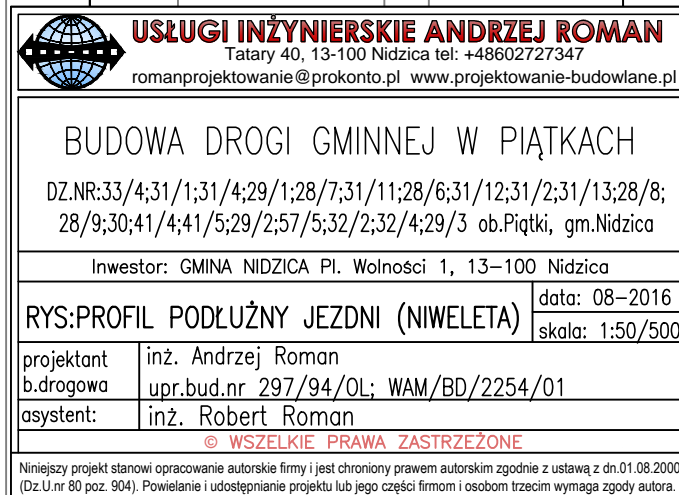 USŁUGI INŻYNIERSKIE ANDRZEJ ROMAN
Tatary 40, 13-100 Nidzica tel: +48602727347
romanprojektowanie@prokonto.pl www.projektowanie-budowlane.pl
BUDOWA DROGI GMINNEJ W PIĄTKACH
DZ.NR:33/4;31/1;31/4;29/1;28/7;31/11;28/6;31/12;31/2;31/13;28/8;
28/9;30;41/4;41/5;29/2;57/5;32/2;32/4;29/3 ob.Piątki, gm.Nidzica
Inwestor: GMINA NIDZICA Pl. Wolności 1, 13-100 Nidzica
RYS:PROFIL PODŁUŻNY JEZDNI (NIWELETA)
data: 08-2016
skala: 1:50/500
projektant
b.drogowa
inż. Andrzej Roman
upr.bud.nr 297/94/OL; WAM/BD/2254/01
asystent:
inż. Robert Roman
© WSZELKIE PRAWA ZASTRZEŻONE
Niniejszy projekt stanowi opracowanie autorskie firmy i jest chroniony prawem autorskim zgodnie z ustawą z dn.01.08.2000
(Dz.U.nr 80 poz. 904). Powielanie i udostępnianie projektu lub jego części firmom i osobom trzecim wymaga zgody autora.